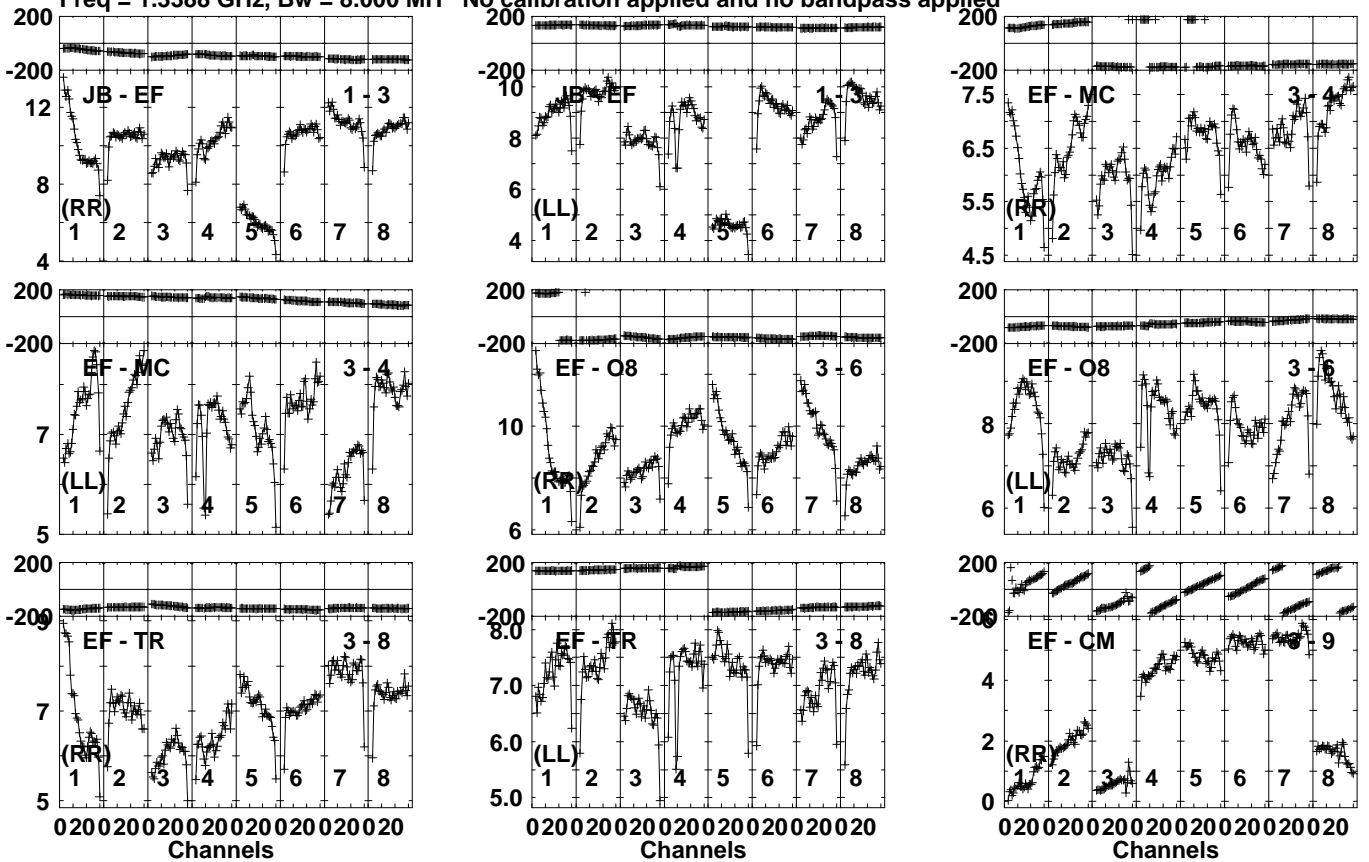 No calibration applied and no bandpass applied
200 200 200
-200 -200 -200
JB - EF 1 - 3 JB - EF 1 - 3 EF - MC 3 - 4
12 10 7.5
8 8 6.5
6 5.5
(RR) (LL) (RR)
1 2 3 4 5 6 7 8 1 2 3 4 5 6 7 8 1 2 3 4 5 6 7 8
4 4 4.5
200 200 200
-200 -200 -200
EF - MC 3 - 4 EF - O8 3 - 6 EF - O8 3 - 6
7 10 8
(LL) (RR) (LL)
1 2 3 4 5 6 7 8 1 2 3 4 5 6 7 8 1 2 3 4 5 6 7 8
5 6 6
200 200 200
-200 -200 -200
9 8.0 6
EF - TR 3 - 8 EF - TR 3 - 8 EF - CM 3 - 9
7 7.0 4
6.0 2
(RR) (LL) (RR)
1 2 3 4 5 6 7 8 1 2 3 4 5 6 7 8 1 2 3 4 5 6 7 8
5 5.0 0
0 20 0 20 0 20 0 20 0 20 0 20 0 20 0 20 0 20 0 20 0 20 0 20 0 20 0 20 0 20 0 20 0 20 0 20 0 20 0 20 0 20 0 20 0 20 0 20
Channels Channels Channels